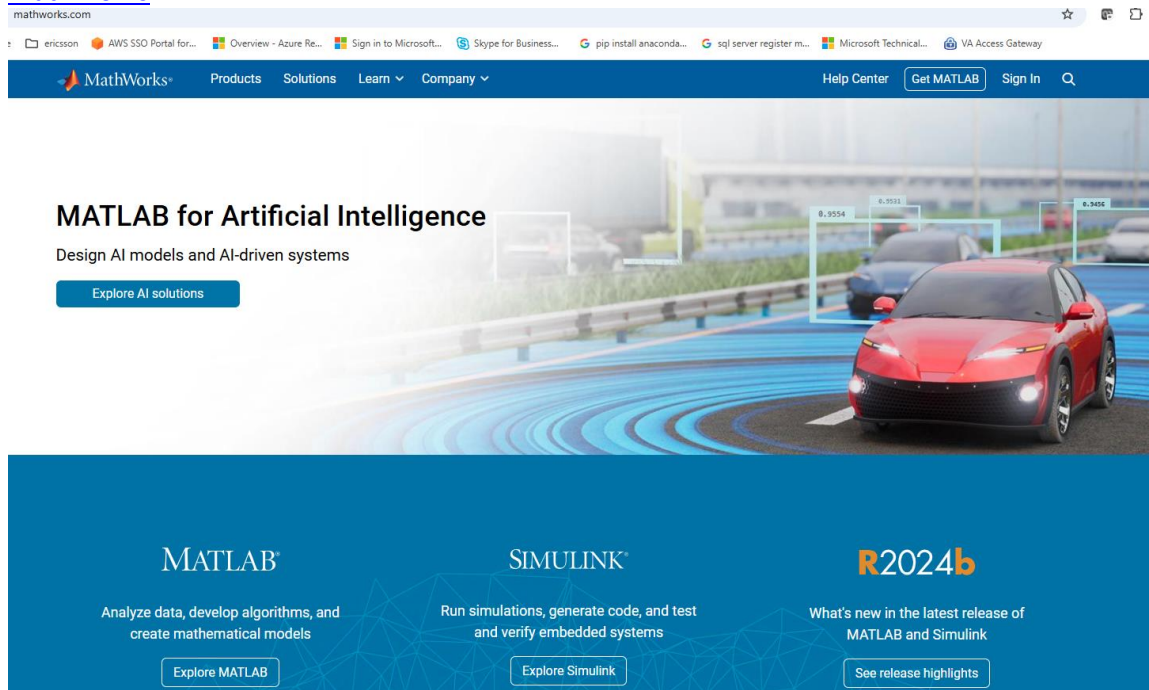 mathworks.com
ericsson AWS SSO Portal for... Overview - Azure Re... Sign in to Microsoft... Skype for Business... pip install anaconda... sql server register m... Microsoft Technical... VA Access Gateway
MathWorks® Products Solutions Learn Company Help Center Get MATLAB Sign In
0.9554 0.9531 0.9456
MATLAB for Artificial Intelligence
Design AI models and AI-driven systems
Explore AI solutions
MATLAB® SIMULINK® R2024b
Analyze data, develop algorithms, and Run simulations, generate code, and test What's new in the latest release of
create mathematical models and verify embedded systems MATLAB and Simulink
Explore MATLAB Explore Simulink See release highlights